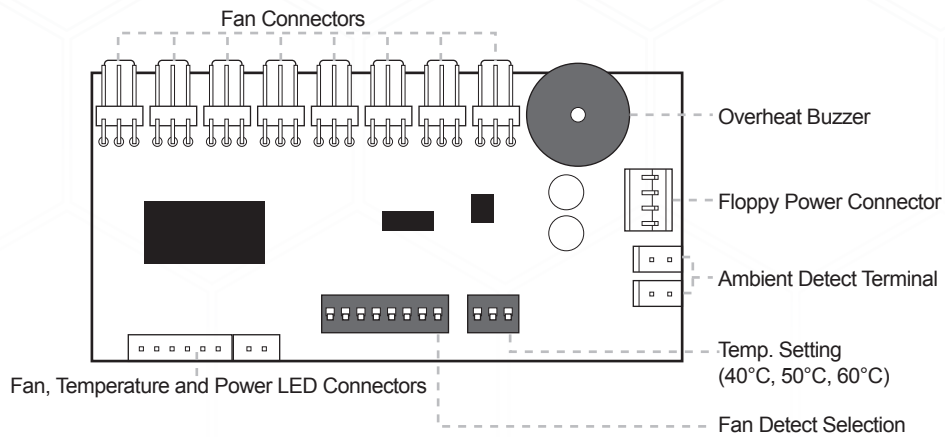 Fan Connectors
Overheat Buzzer
Floppy Power Connector
Ambient Detect Terminal
Temp. Setting
(40°C, 50°C, 60°C)
Fan, Temperature and Power LED Connectors
Fan Detect Selection